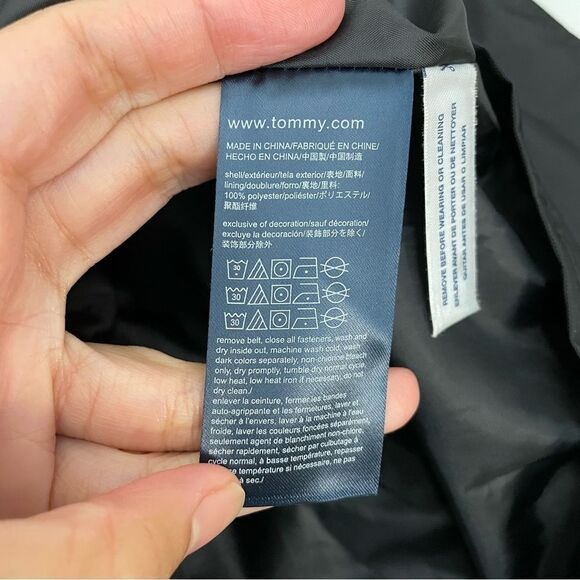 www.tommy.com
MADE IN CHINA/FABRIQUÉ EN CHINE/
HECHO EN CHINA/中国製/中国制造
shell/extérieur/tela exterior/表地/面料/
lining/doublure/forro/裏地/里料:
100% polyester/poliéster/ポリエステル/
聚酯纤维
exclusive of decoration/sauf décoration/
excluye la decoración/装飾部分を除く/
装饰部分除外
30
30
30
remove belt, close all fasteners, wash and
dry inside out, machine wash cold, wash
dark colors separately, non-chlorine bleach
only, dry promptly, tumble dry normal cycle
low heat, low heat iron if necessary, do not
dry clean./
enlever la ceinture, fermer les bandes
auto-agrippante et les fermetures, laver et
sécher à l'envers, laver à la machine à l'eau
froide, laver les couleurs foncées séparément,
seulement agent de blanchiment non-chlore,
sécher rapidement, sécher par culbutage à
cycle normal, à basse température, repasser
à basse température si nécessaire, ne pas
à sec./
REMOVE BEFORE WEARING OR CLEANING
ENLEVER AVANT DE PORTER OU DE NETTOYER
QUITAR ANTES DE USAR O LIMPIAR